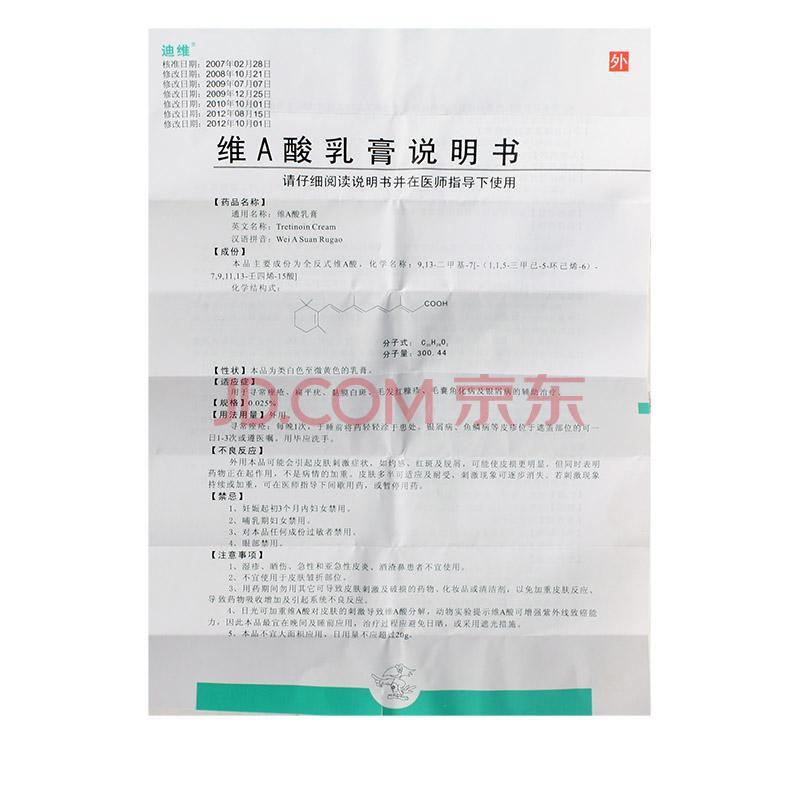 迪维®
核准日期：2007年02月28日
修改日期：2008年10月21日
修改日期：2009年07月07日
修改日期：2009年12月25日
修改日期：2010年10月01日
修改日期：2012年08月15日
修改日期：2012年10月01日
外
维A酸乳膏说明书
请仔细阅读说明书并在医师指导下使用
【药品名称】
通用名称：维A酸乳膏
英文名称：Tretinoin Cream
汉语拼音：Wei A Suan Rugao
【成份】
本品主要成份为全反式维A酸，化学名称：9,13-二甲基-7[-（1,1,5-三甲己-5-环己烯-6）-
7,9,11,13-壬四烯-15酸]
化学结构式：
COOH
分子式： C₂₀H₂₈O₂
分子量：300.44
【性状】本品为类白色至微黄色的乳膏。
【适应症】
用于寻常痤疮、扁平疣、黏膜白斑、毛发红糠疹、毛囊角化病及银屑病的辅助治疗。
【规格】0.025%
【用法用量】外用。
寻常痤疮：每晚1次，于睡前将药轻轻涂于患处。银屑病、鱼鳞病等皮疹位于遮盖部位的可一
日1-3次或遵医嘱。用毕应洗手。
【不良反应】
外用本品可能会引起皮肤刺激症状，如灼感、红斑及脱屑，可能使皮损更明显，但同时表明
药物正在起作用，不是病情的加重。皮肤多半可适应及耐受，刺激现象可逐步消失。若刺激现象
持续或加重，可在医师指导下间歇用药，或暂停用药。
【禁忌】
1、妊娠起初3个月内妇女禁用。
2、哺乳期妇女禁用。
3、对本品任何成份过敏者禁用。
4、眼部禁用。
【注意事项】
1、湿疹、晒伤、急性和亚急性皮炎、酒渣鼻患者不宜使用。
2、不宜使用于皮肤皱折部位。
3、用药期间勿用其它可导致皮肤刺激及破损的药物、化妆品或清洁剂，以免加重皮肤反应、
导致药物吸收增加及引起系统不良反应。
4、日光可加重维A酸对皮肤的刺激导致维A酸分解，动物实验提示维A酸可增强紫外线致癌能
力，因此本品最宜在晚间及睡前应用，治疗过程应避免日晒，或采用遮光措施。
5、本品不宜大面积应用，日用量不应超过20g。
JD.COM 京东